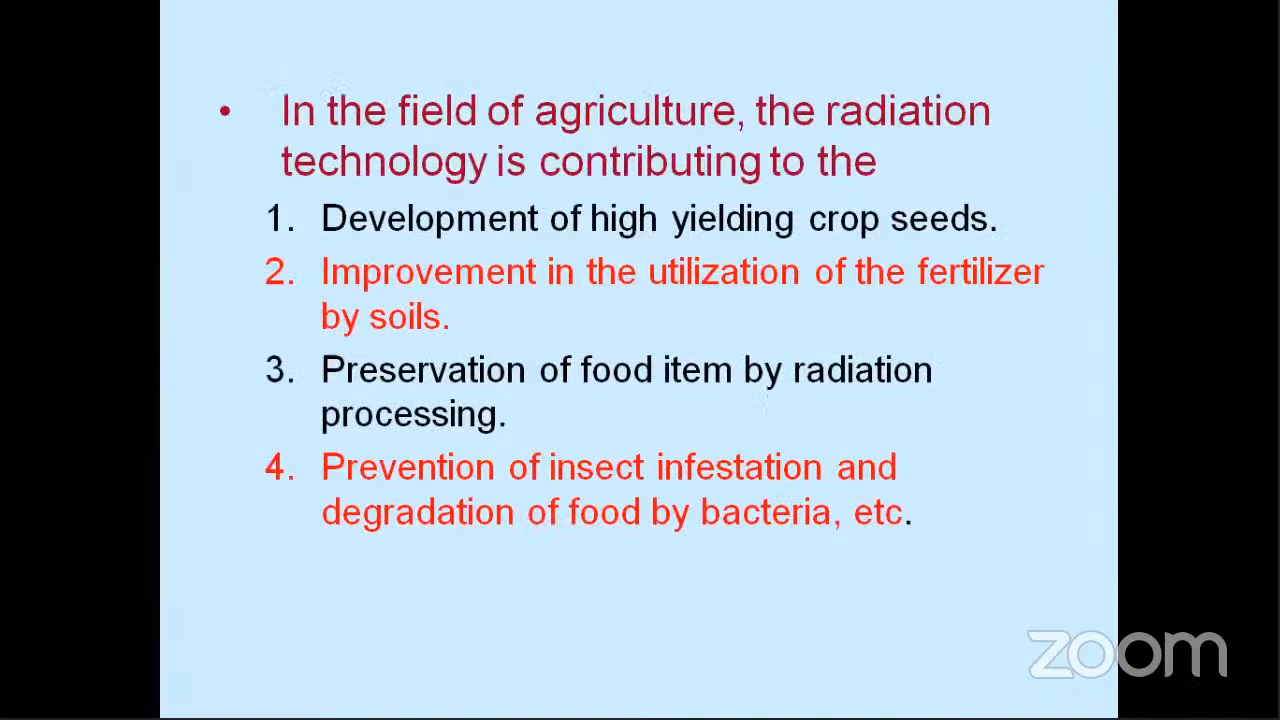 • In the field of agriculture, the radiation
technology is contributing to the
1. Development of high yielding crop seeds.
2. Improvement in the utilization of the fertilizer
by soils.
3. Preservation of food item by radiation
processing.
4. Prevention of insect infestation and
degradation of food by bacteria, etc.
zoom